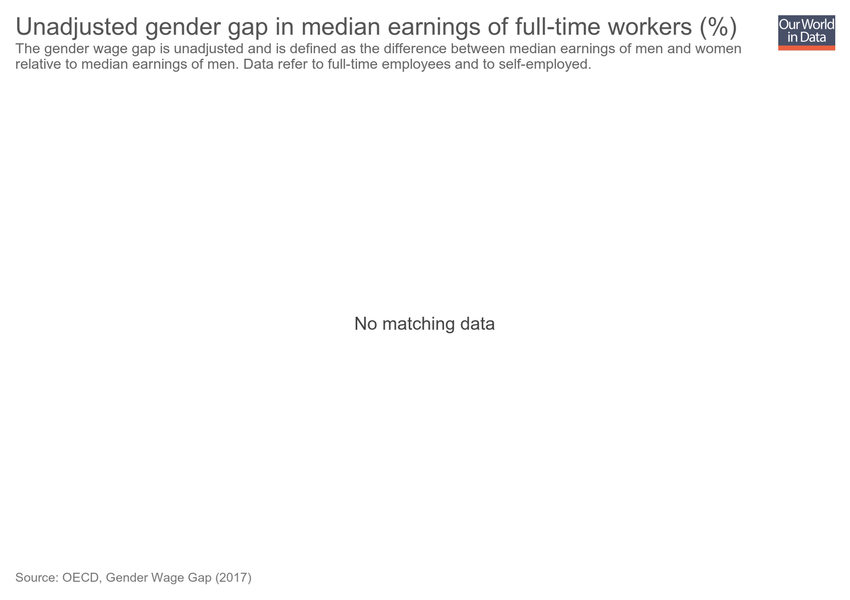 Unadjusted gender gap in median earnings of full-time workers (%)
The gender wage gap is unadjusted and is defined as the difference between median earnings of men and women
relative to median earnings of men. Data refer to full-time employees and to self-employed.
Our World
in Data
No matching data
Source: OECD, Gender Wage Gap (2017)